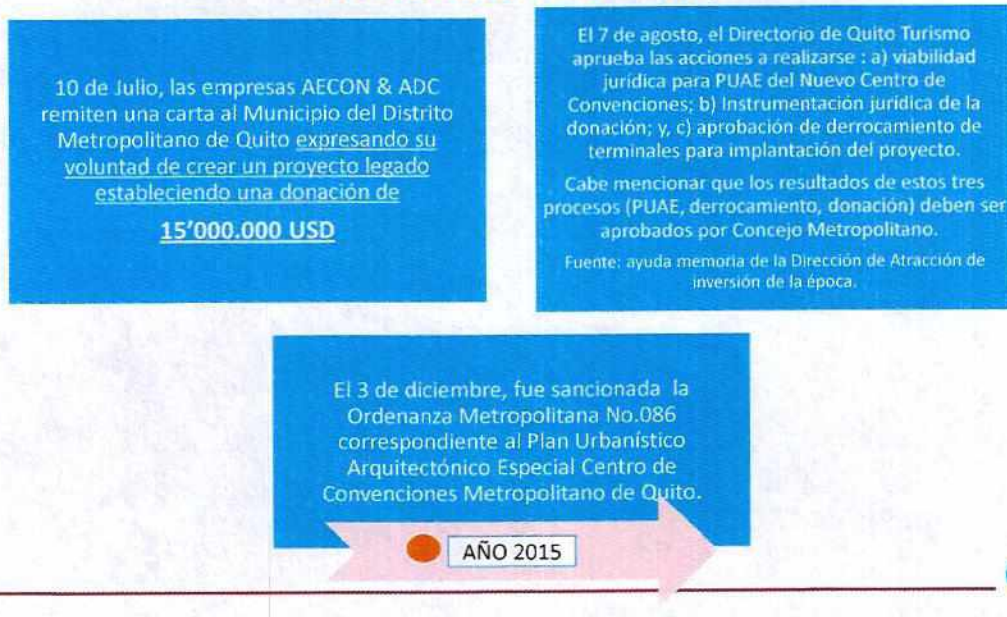 10 de Julio, las empresas AECON & ADC
remiten una carta al Municipio del Distrito
Metropolitano de Quito expresando su
voluntad de crear un proyecto legado
estableciendo una donación de
15'000.000 USD
El 7 de agosto, el Directorio de Quito Turismo
aprueba las acciones a realizarse : a) viabilidad
jurídica para PUAE del Nuevo Centro de
Convenciones; b) Instrumentación jurídica de la
donación; y, c) aprobación de derrocamiento de
terminales para implantación del proyecto.
Cabe mencionar que los resultados de estos tres
procesos (PUAE, derrocamiento, donación) deben ser
aprobados por Concejo Metropolitano.
Fuente: ayuda memoria de la Dirección de Atracción de
inversión de la época.
El 3 de diciembre, fue sancionada la
Ordenanza Metropolitana No.086
correspondiente al Plan Urbanístico
Arquitectónico Especial Centro de
Convenciones Metropolitano de Quito.
AÑO 2015